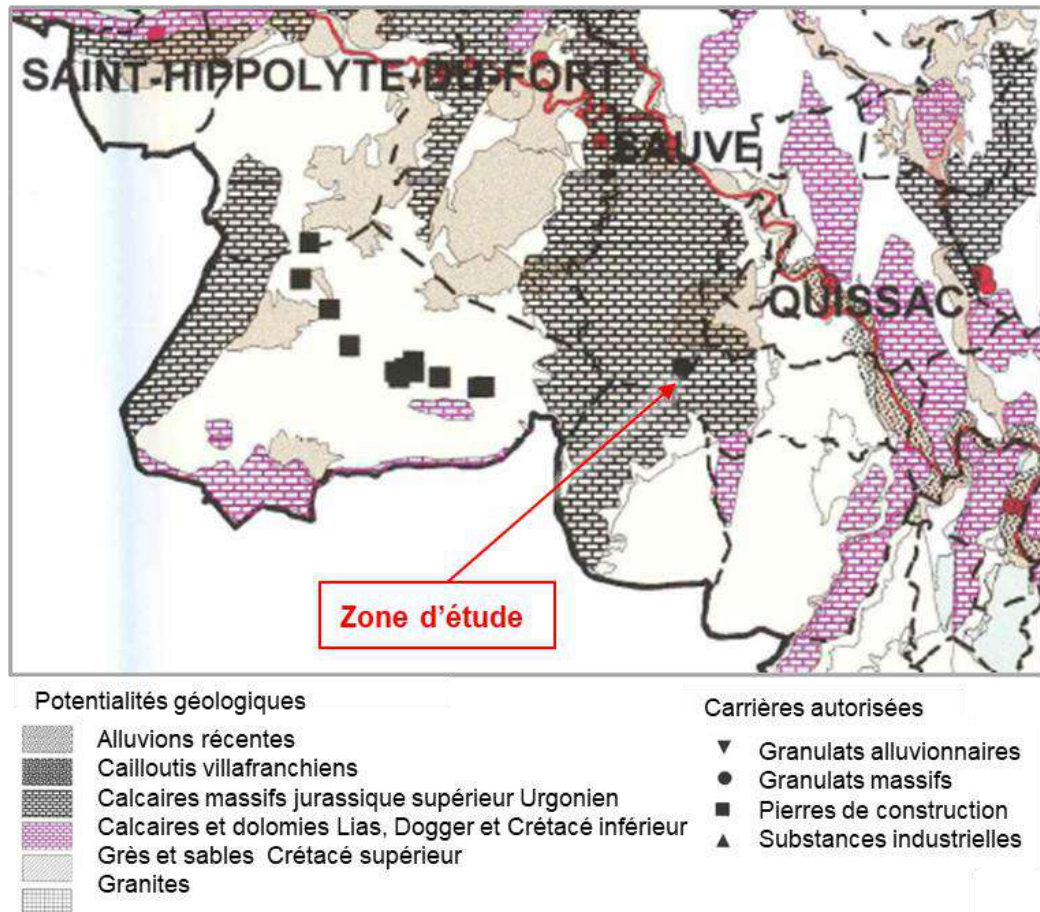 SAINT-HIPPOLYTE-DU-FORT
SAUVE
QUISSAC
Zone d'étude
Potentialités géologiques
Alluvions récentes
Cailloutis villafranchiens
Calcaires massifs jurassique supérieur Urgonien
Calcaires et dolomies Lias, Dogger et Crétacé inférieur
Grès et sables Crétacé supérieur
Granites
Carrières autorisées
Granulats alluvionnaires
Granulats massifs
Pierres de construction
Substances industrielles